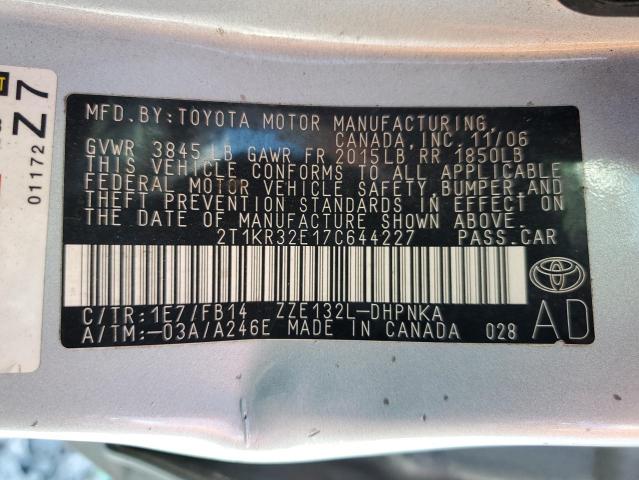 MFD.BY:TOYOTA MOTOR MANUFACTURING,
CANADA, INC. 11/06
GVWR 3845LB GAWR FR 2015LB RR 1850LB
THIS VEHICLE CONFORMS TO ALL APPLICABLE
FEDERAL MOTOR VEHICLE SAFETY, BUMPER, AND
THEFT PREVENTION STANDARDS IN EFFECT ON
THE DATE OF MANUFACTURE SHOWN ABOVE.
2T1KR32E17C644227 PASS.CAR
C/TR:1E7/FB14 ZZE132L-DHPNKA
A/TM:-03A/A246E MADE IN CANADA 028
AD
01172
Z7